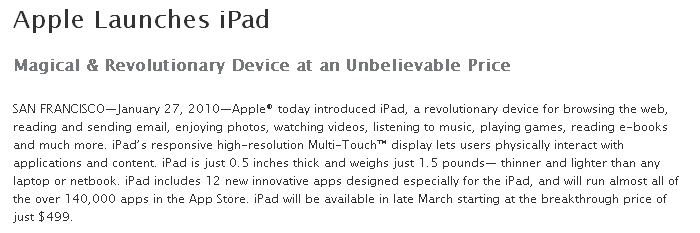 Apple Launches iPad
Magical & Revolutionary Device at an Unbelievable Price
SAN FRANCISCO—January 27, 2010—Apple® today introduced iPad, a revolutionary device for browsing the web,
reading and sending email, enjoying photos, watching videos, listening to music, playing games, reading e-books
and much more. iPad's responsive high-resolution Multi-Touch™ display lets users physically interact with
applications and content. iPad is just 0.5 inches thick and weighs just 1.5 pounds— thinner and lighter than any
laptop or netbook. iPad includes 12 new innovative apps designed especially for the iPad, and will run almost all of
the over 140,000 apps in the App Store. iPad will be available in late March starting at the breakthrough price of
just $499.